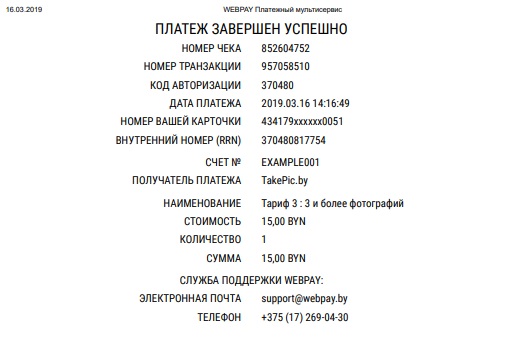 16.03.2019 WEBPAY Платежный мультисервис
ПЛАТЕЖ ЗАВЕРШЕН УСПЕШНО
НОМЕР ЧЕКА 852604752
НОМЕР ТРАНЗАКЦИИ 957058510
КОД АВТОРИЗАЦИИ 370480
ДАТА ПЛАТЕЖА 2019.03.16 14:16:49
НОМЕР ВАШЕЙ КАРТОЧКИ 434179xxxxxx0051
ВНУТРЕННИЙ НОМЕР (RRN) 370480817754
СЧЕТ № EXAMPLE001
ПОЛУЧАТЕЛЬ ПЛАТЕЖА TakePic.by
НАИМЕНОВАНИЕ Тариф 3 : 3 и более фотографий
СТОИМОСТЬ 15,00 BYN
КОЛИЧЕСТВО 1
СУММА 15,00 BYN
СЛУЖБА ПОДДЕРЖКИ WEBPAY:
ЭЛЕКТРОННАЯ ПОЧТА support@webpay.by
ТЕЛЕФОН +375 (17) 269-04-30